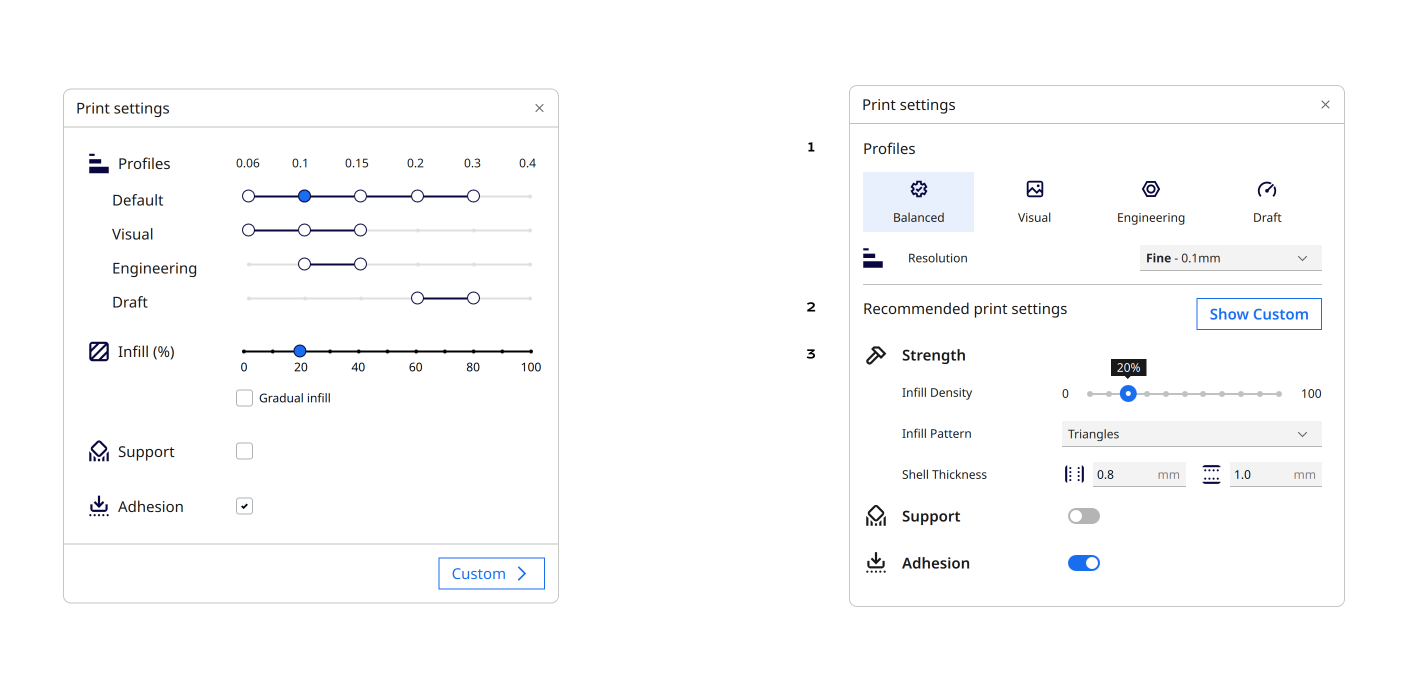 Print settings
Profiles 0.06 0.1 0.15 0.2 0.3 0.4
Default
Visual
Engineering
Draft
Infill (%)
0 20 40 60 80 100
Gradual infill
Support
Adhesion
Custom
Print settings
1 Profiles
Balanced Visual Engineering Draft
Resolution Fine - 0.1mm
2 Recommended print settings Show Custom
3 Strength
20%
Infill Density 0 100
Infill Pattern Triangles
Shell Thickness 0.8 mm 1.0 mm
Support
Adhesion